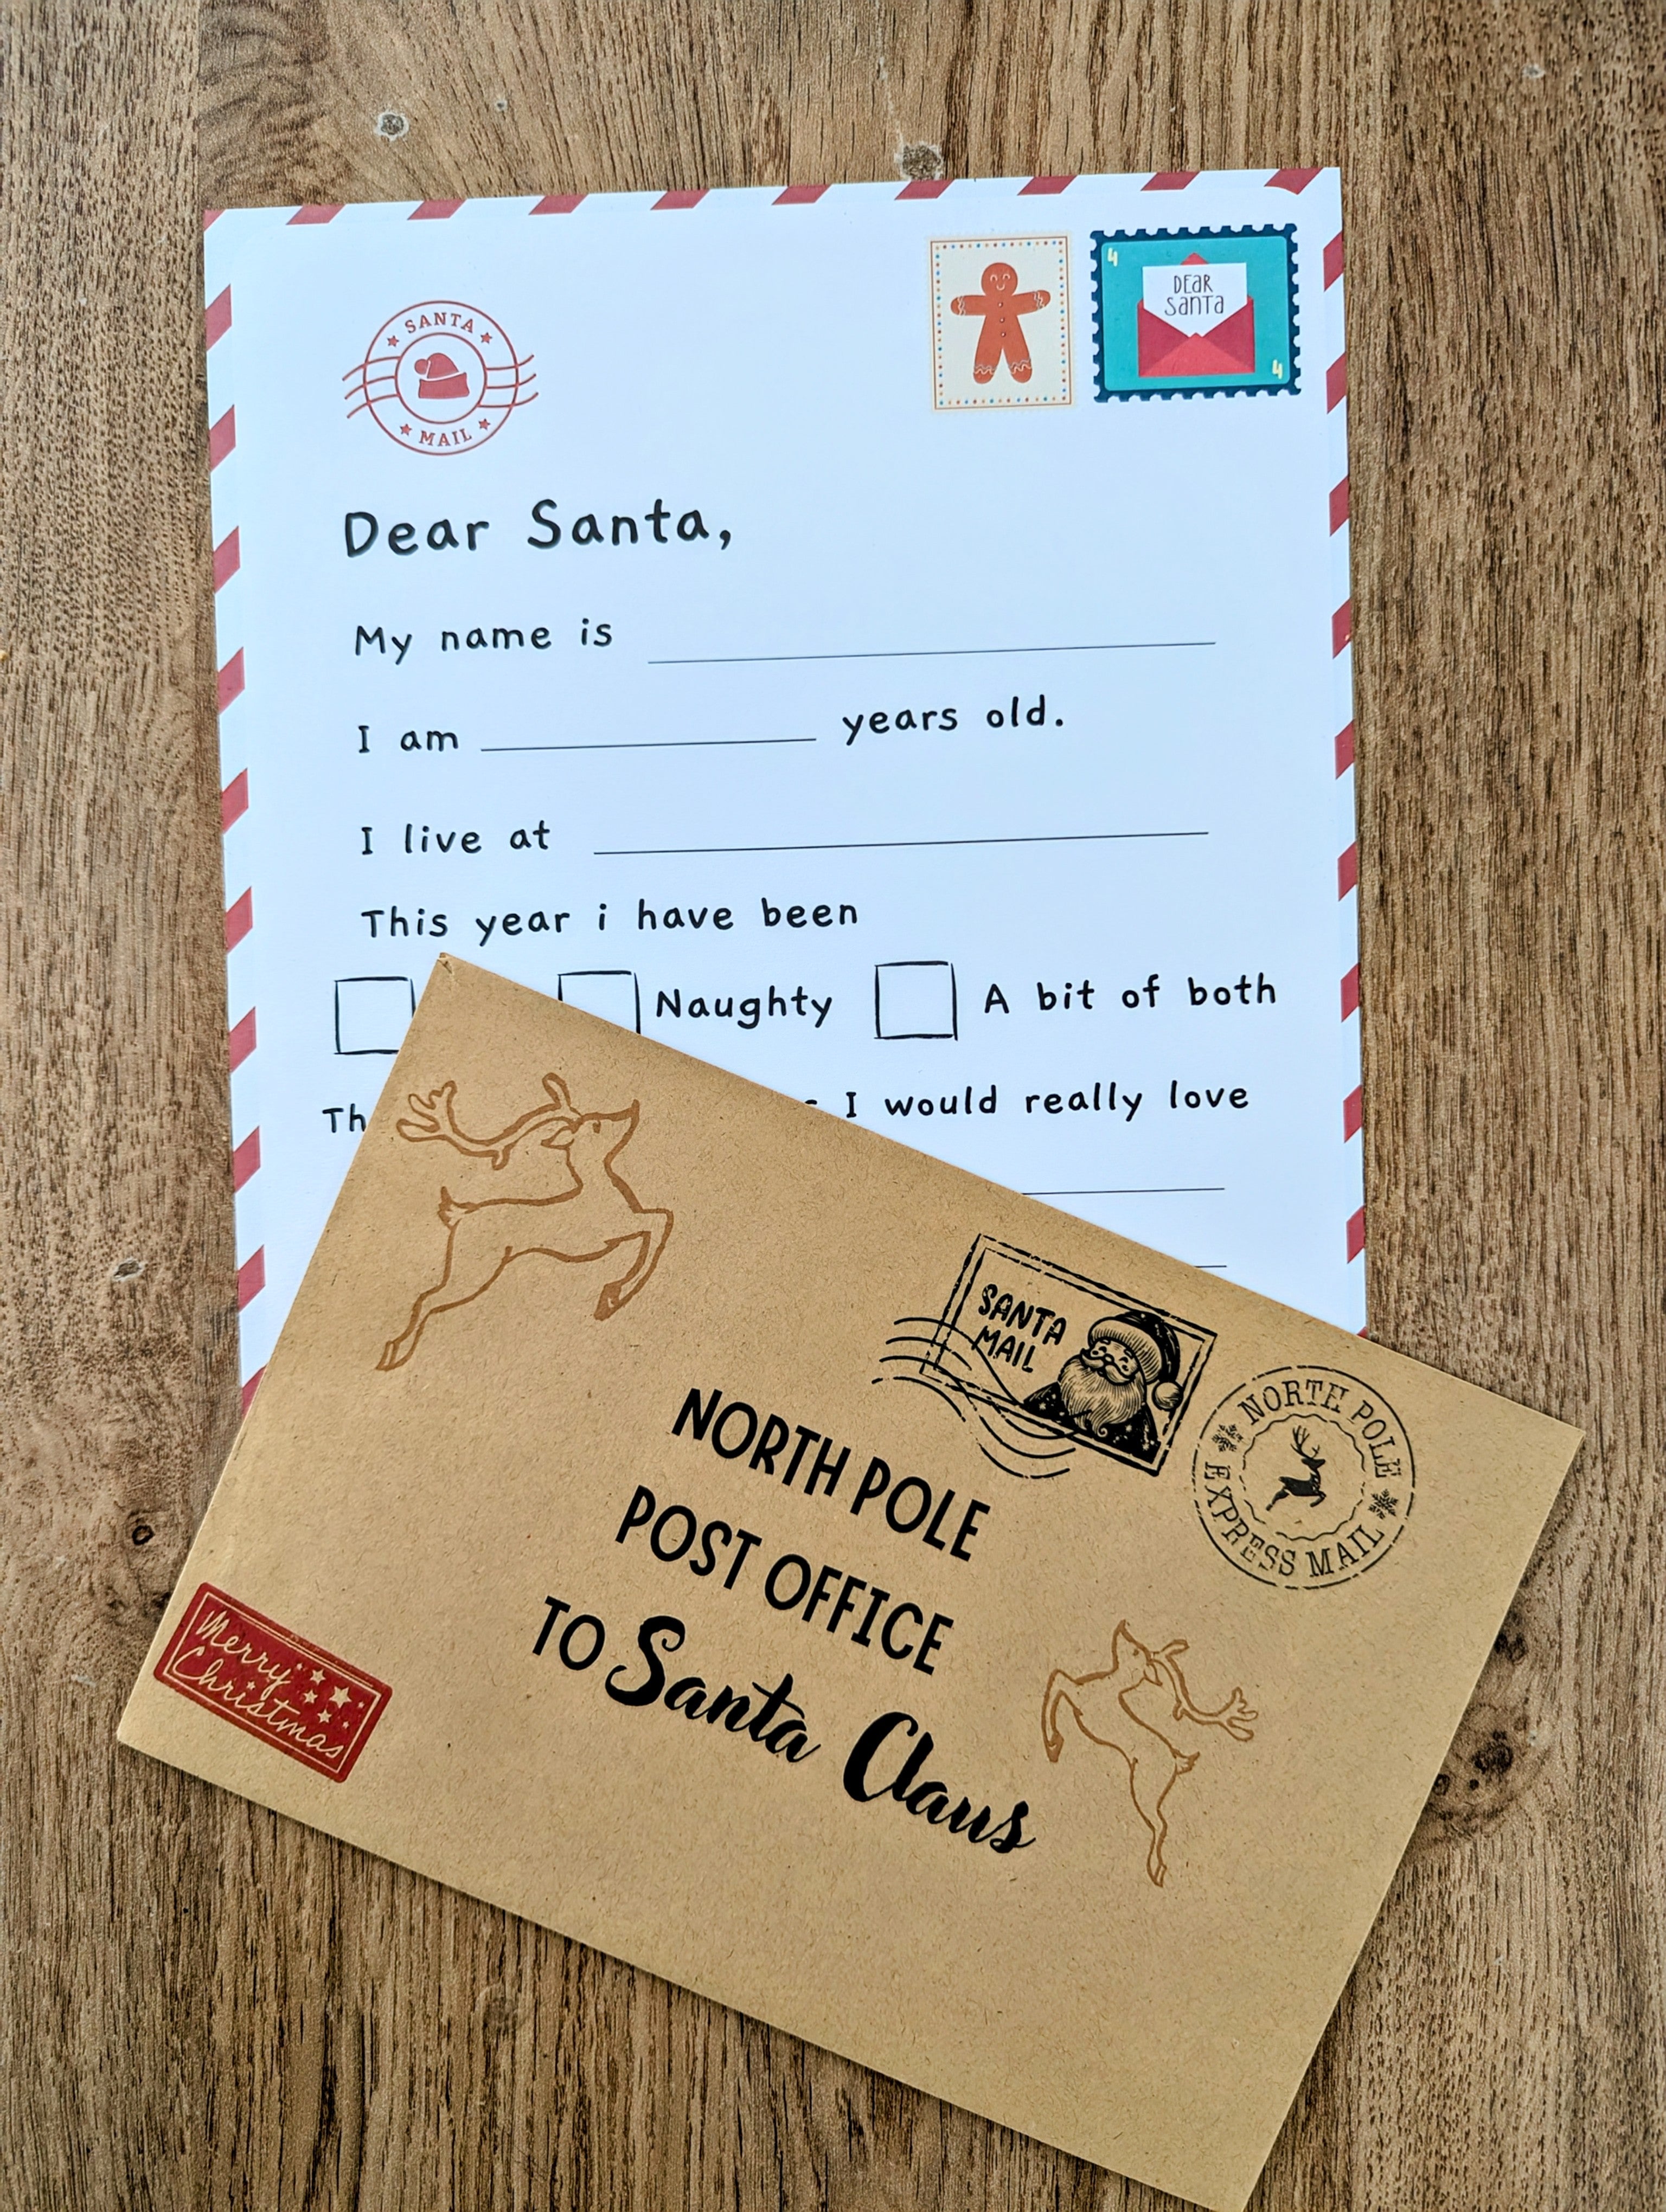 SANTA
MAIL
4
DEAR
SANTA
4
Dear Santa,
My name is
I am years old.
I live at
This year i have been
Naughty A bit of both
I would really love
SANTA
MAIL
NORTH POLE
EXPRESS MAIL
NORTH POLE
POST OFFICE
TO Santa Claus
Merry
Christmas